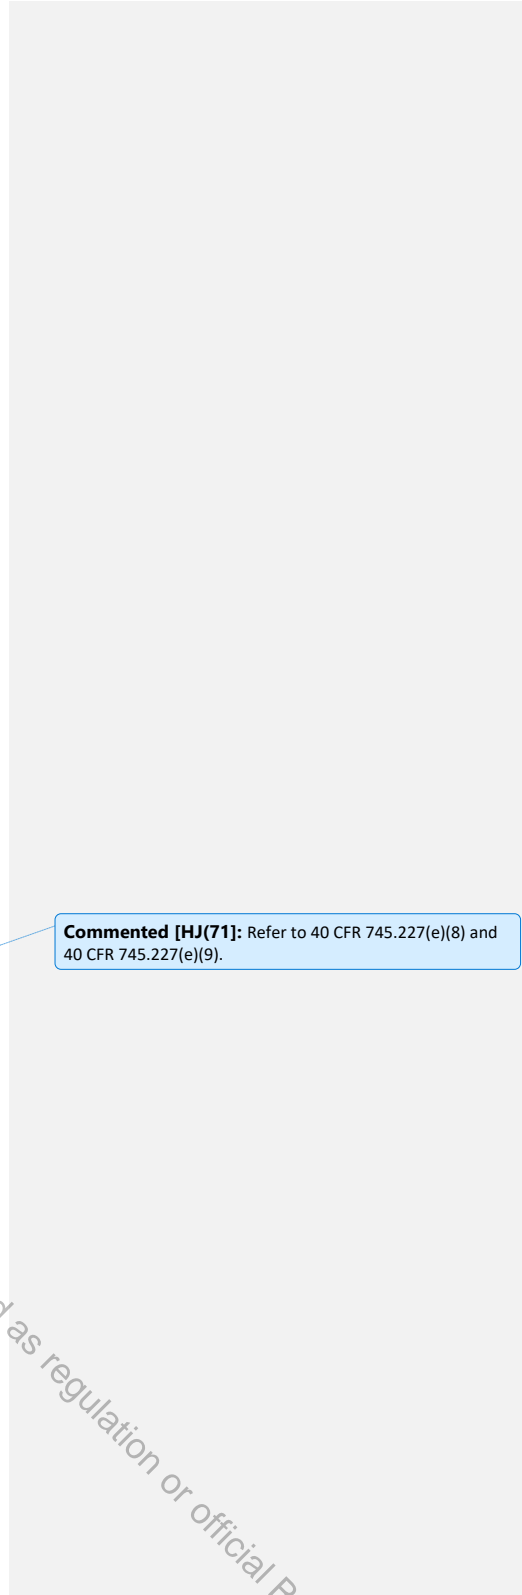 Commented [HJ(71]: Refer to 40 CFR 745.227(e)(8) and
40 CFR 745.227(e)(9).
as regulation or official